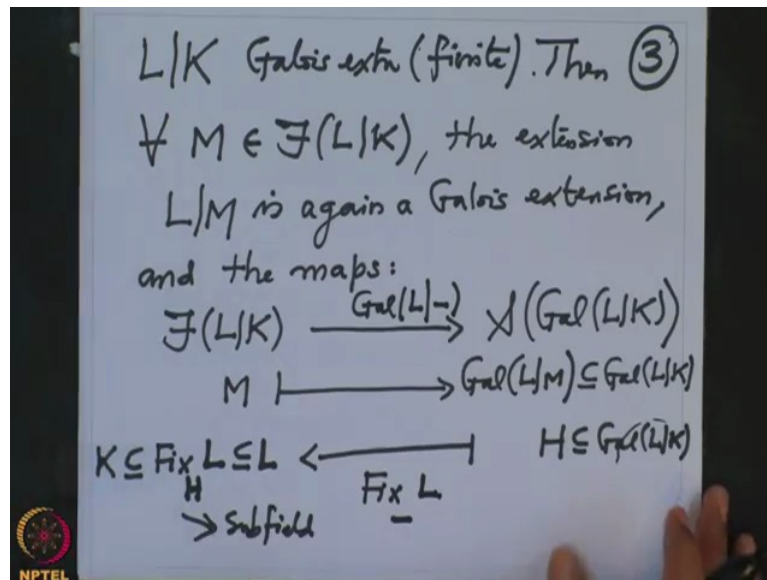 L|K Galois extn (finite). Then ③
∀ M ∈ F(L|K), the extension
L|M is again a Galois extension,
and the maps:
Gal(L|-)
F(L|K) ⟶ S(Gal(L|K))
M ⟼ Gal(L|M) ⊆ Gal(L|K)
K ⊆ Fix_H L ⊆ L ⟻ H ⊆ Gal(L|K)
Fix_- L
→ Subfield
NPTEL